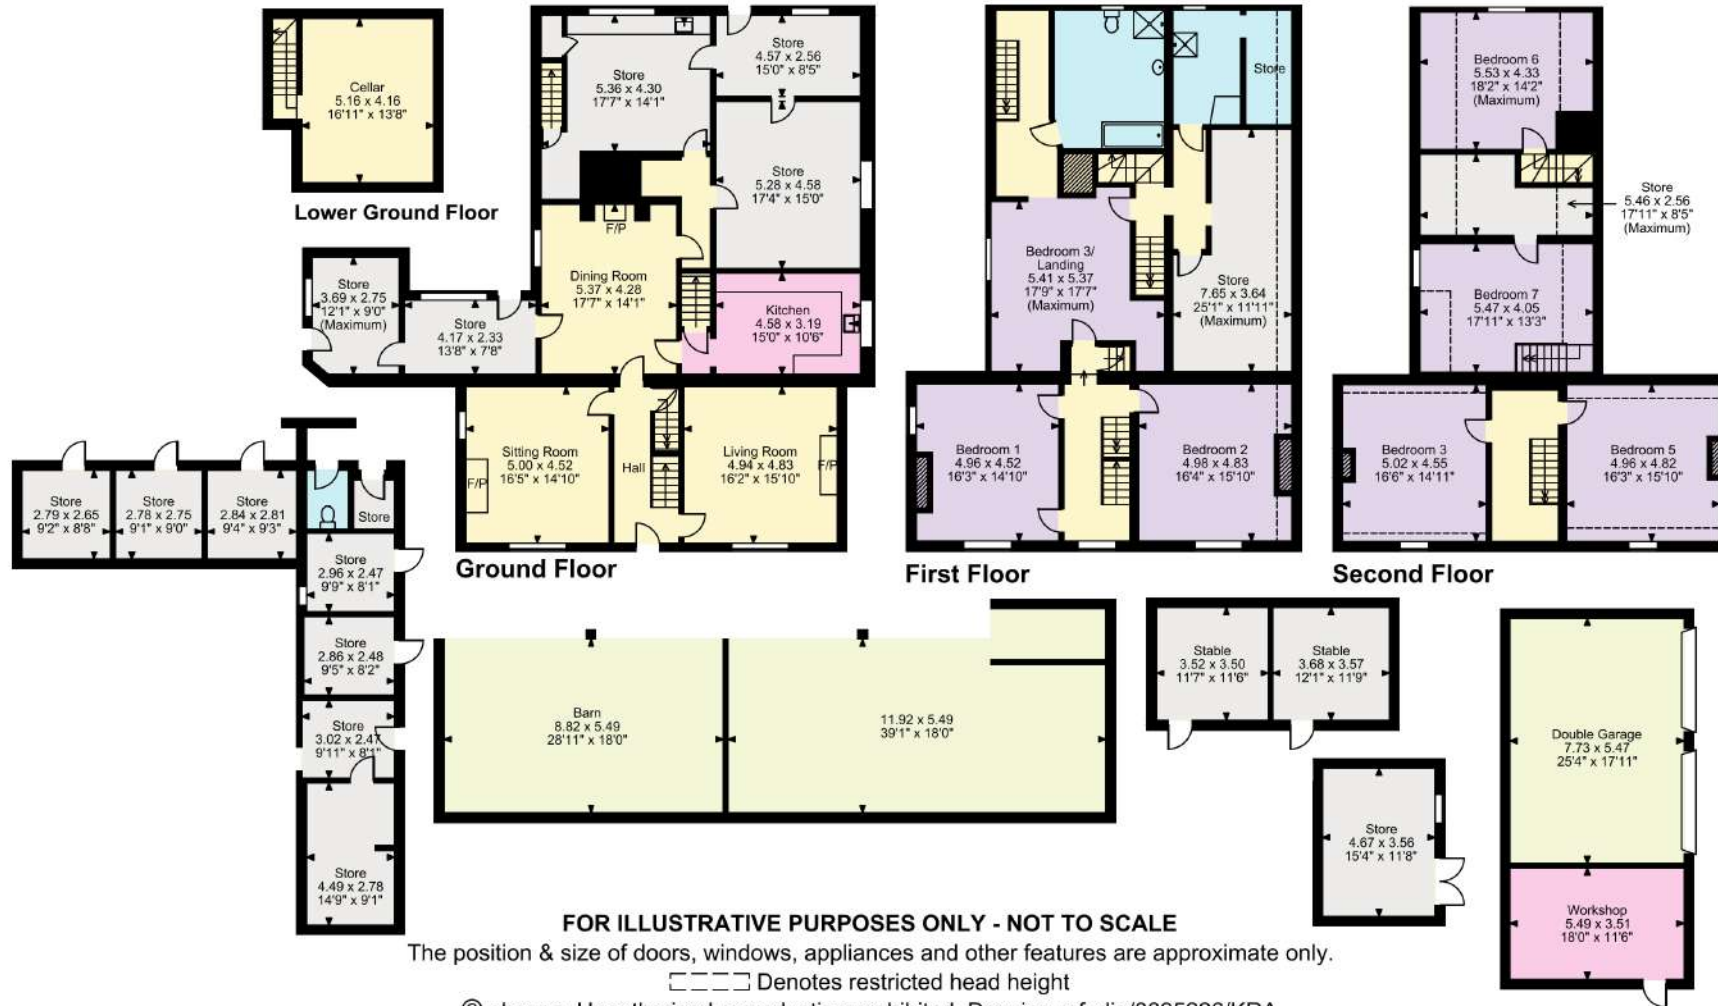 Cellar
5.16 x 4.16
16'11" x 13'8"
Lower Ground Floor
Store
5.36 x 4.30
17'7" x 14'1"
Store
4.57 x 2.56
15'0" x 8'5"
Store
5.28 x 4.58
17'4" x 15'0"
F/P
Dining Room
5.37 x 4.28
17'7" x 14'1"
Store
3.69 x 2.75
12'1" x 9'0"
(Maximum)
Store
4.17 x 2.33
13'8" x 7'8"
Kitchen
4.58 x 3.19
15'0" x 10'6"
Sitting Room
5.00 x 4.52
16'5" x 14'10"
F/P
Hall
Living Room
4.94 x 4.83
16'2" x 15'10"
F/P
Ground Floor
Store
Bedroom 3/
Landing
5.41 x 5.37
17'9" x 17'7"
(Maximum)
Store
7.65 x 3.64
25'1" x 11'11"
(Maximum)
Bedroom 1
4.96 x 4.52
16'3" x 14'10"
Bedroom 2
4.98 x 4.83
16'4" x 15'10"
First Floor
Bedroom 6
5.53 x 4.33
18'2" x 14'2"
(Maximum)
Store
5.46 x 2.56
17'11" x 8'5"
(Maximum)
Bedroom 7
5.47 x 4.05
17'11" x 13'3"
Bedroom 3
5.02 x 4.55
16'6" x 14'11"
Bedroom 5
4.96 x 4.82
16'3" x 15'10"
Second Floor
Store
2.79 x 2.65
9'2" x 8'8"
Store
2.78 x 2.75
9'1" x 9'0"
Store
2.84 x 2.81
9'4" x 9'3"
Store
Store
2.96 x 2.47
9'9" x 8'1"
Store
2.86 x 2.48
9'5" x 8'2"
Store
3.02 x 2.47
9'11" x 8'1"
Store
4.49 x 2.78
14'9" x 9'1"
Barn
8.82 x 5.49
28'11" x 18'0"
11.92 x 5.49
39'1" x 18'0"
Stable
3.52 x 3.50
11'7" x 11'6"
Stable
3.68 x 3.57
12'1" x 11'9"
Store
4.67 x 3.56
15'4" x 11'8"
Double Garage
7.73 x 5.47
25'4" x 17'11"
Workshop
5.49 x 3.51
18'0" x 11'6"
FOR ILLUSTRATIVE PURPOSES ONLY - NOT TO SCALE
The position & size of doors, windows, appliances and other features are approximate only.
Denotes restricted head height